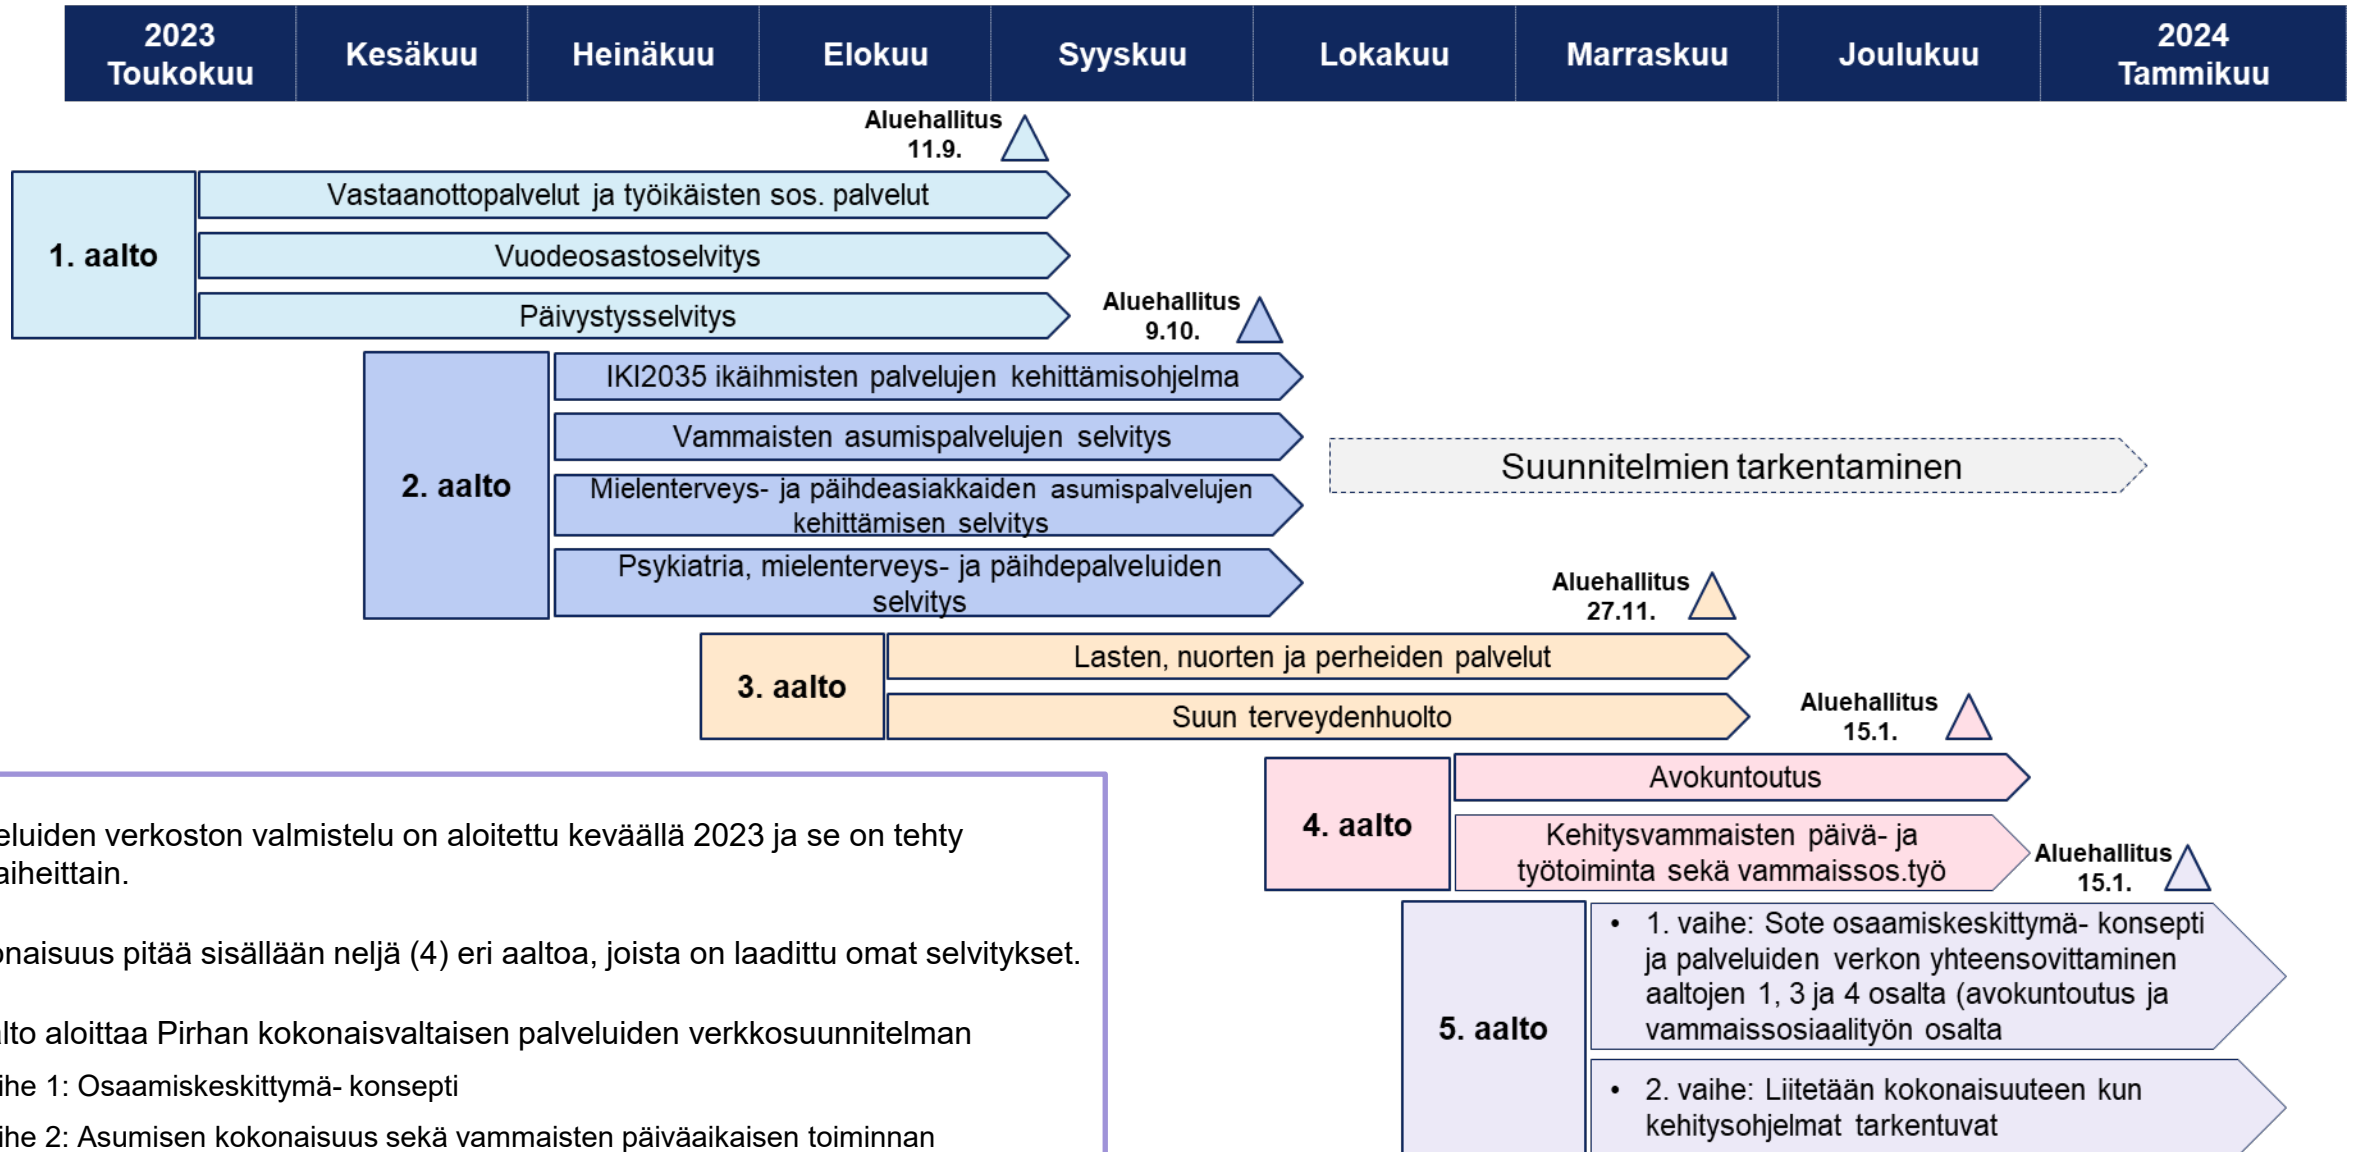 2023
Toukokuu
Kesäkuu
Heinäkuu
Elokuu
Syyskuu
Lokakuu
Marraskuu
Joulukuu
2024
Tammikuu
Aluehallitus
11.9.
1. aalto
Vastaanottopalvelut ja työikäisten sos. palvelut
Vuodeosastoselvitys
Päivystysselvitys
Aluehallitus
9.10.
2. aalto
IKI2035 ikäihmisten palvelujen kehittämisohjelma
Vammaisten asumispalvelujen selvitys
Mielenterveys- ja päihdeasiakkaiden asumispalvelujen
kehittämisen selvitys
Psykiatria, mielenterveys- ja päihdepalveluiden
selvitys
Suunnitelmien tarkentaminen
Aluehallitus
27.11.
3. aalto
Lasten, nuorten ja perheiden palvelut
Suun terveydenhuolto
Aluehallitus
15.1.
4. aalto
Avokuntoutus
Kehitysvammaisten päivä- ja
työtoiminta sekä vammaissos.työ
Aluehallitus
15.1.
5. aalto
• 1. vaihe: Sote osaamiskeskittymä- konsepti
ja palveluiden verkon yhteensovittaminen
aaltojen 1, 3 ja 4 osalta (avokuntoutus ja
vammaissosiaalityön osalta
• 2. vaihe: Liitetään kokonaisuuteen kun
kehitysohjelmat tarkentuvat
eluiden verkoston valmistelu on aloitettu keväällä 2023 ja se on tehty
aiheittain.
onaisuus pitää sisällään neljä (4) eri aaltoa, joista on laadittu omat selvitykset.
alto aloittaa Pirhan kokonaisvaltaisen palveluiden verkkosuunnitelman
ihe 1: Osaamiskeskittymä- konsepti
ihe 2: Asumisen kokonaisuus sekä vammaisten päiväaikaisen toiminnan